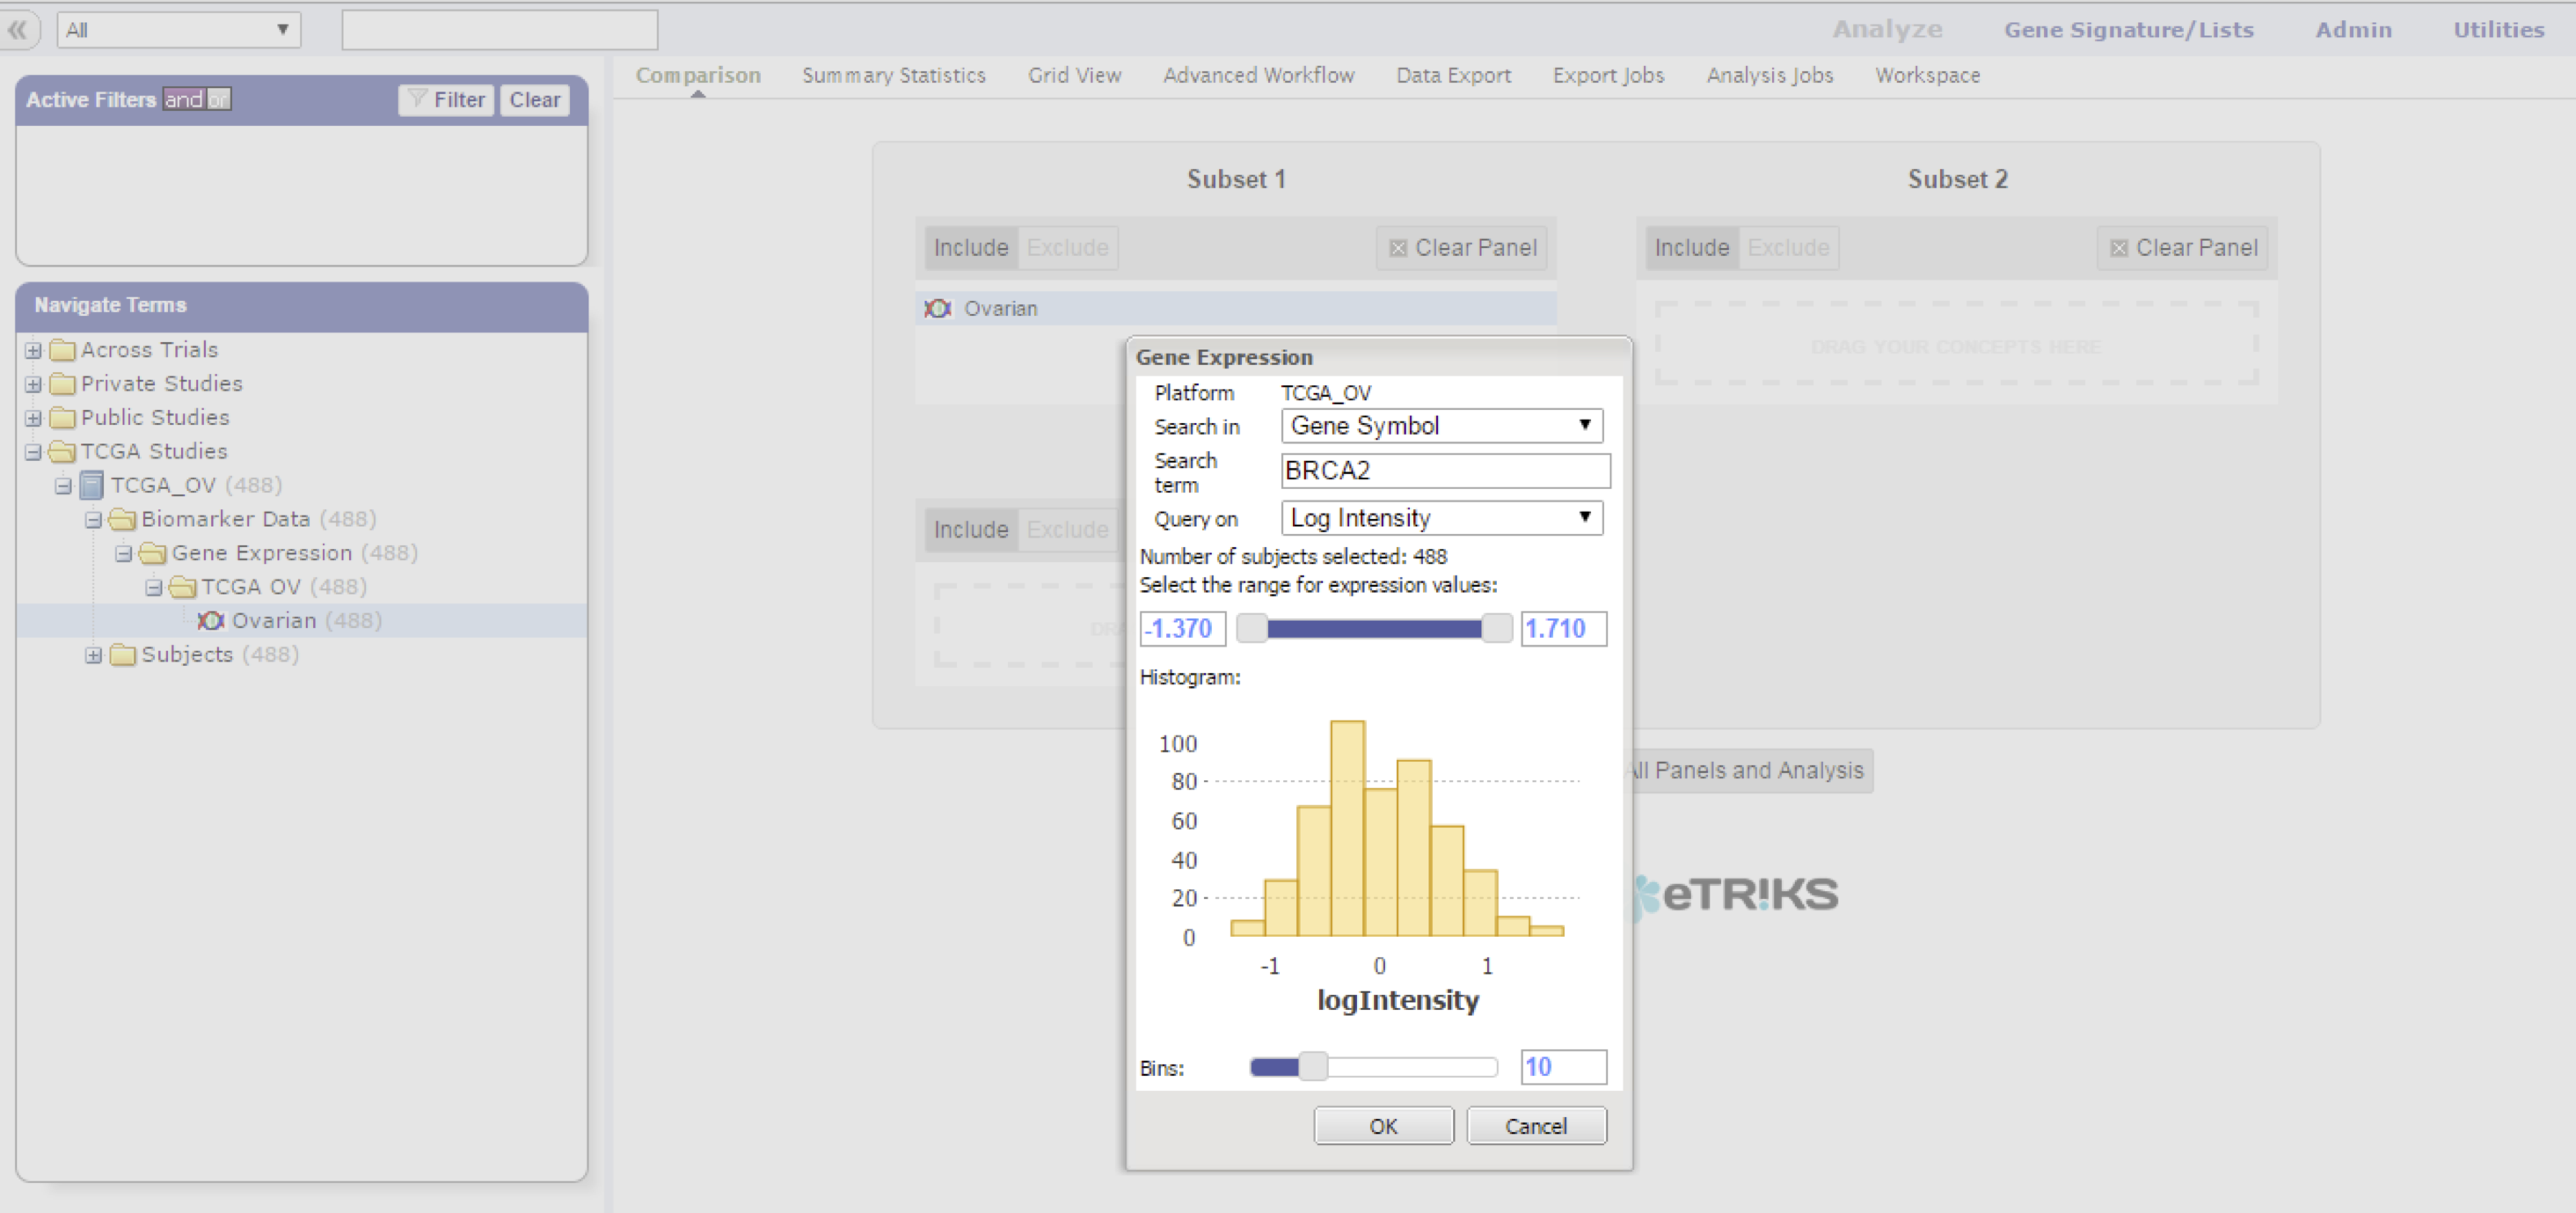 All
Analyze Gene Signature/Lists Admin Utilities
Comparison Summary Statistics Grid View Advanced Workflow Data Export Export Jobs Analysis Jobs Workspace
Active Filters and or Filter Clear
Navigate Terms
Across Trials
Private Studies
Public Studies
TCGA Studies
TCGA_OV (488)
Biomarker Data (488)
Gene Expression (488)
TCGA OV (488)
Ovarian (488)
Subjects (488)
Subset 1
Include Exclude Clear Panel
Ovarian
Include Exclude
Subset 2
Include Exclude Clear Panel
DRAG YOUR CONCEPTS HERE
Gene Expression
Platform TCGA_OV
Search in Gene Symbol
Search
term BRCA2
Query on Log Intensity
Number of subjects selected: 488
Select the range for expression values:
-1.370 1.710
Histogram:
100
80
60
40
20
0
-1 0 1
logIntensity
Bins: 10
OK Cancel
All Panels and Analysis
eTR!KS